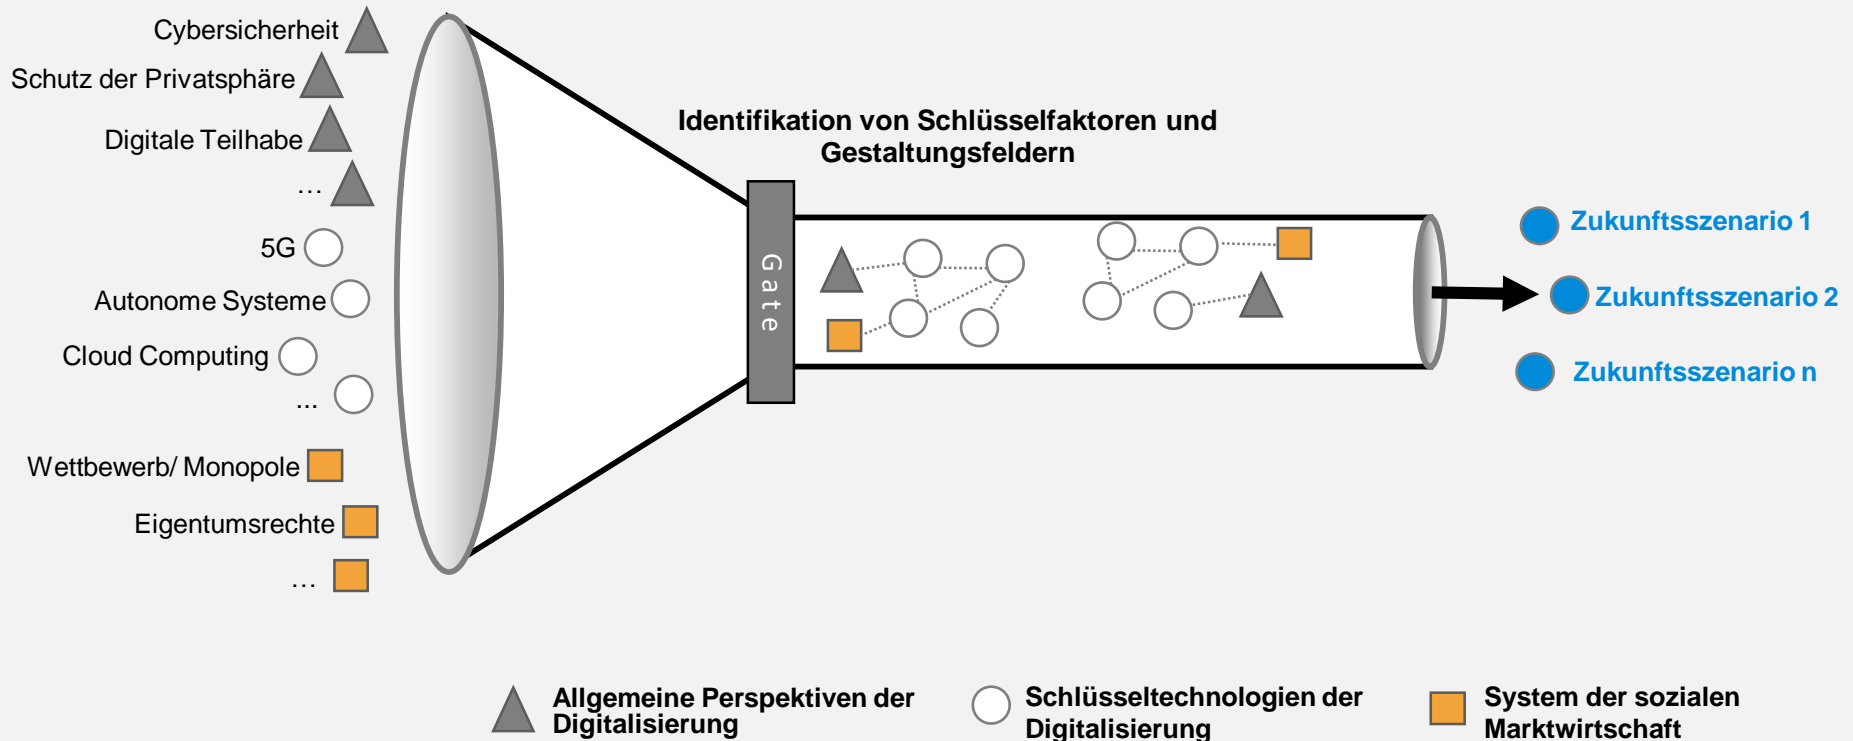 Cybersicherheit
Schutz der Privatsphäre
Digitale Teilhabe
…
5G
Autonome Systeme
Cloud Computing
...
Wettbewerb/ Monopole
Eigentumsrechte
…
Identifikation von Schlüsselfaktoren und
Gestaltungsfeldern
Gate
Zukunftsszenario 1
Zukunftsszenario 2
Zukunftsszenario n
Allgemeine Perspektiven der
Digitalisierung
Schlüsseltechnologien der
Digitalisierung
System der sozialen
Marktwirtschaft